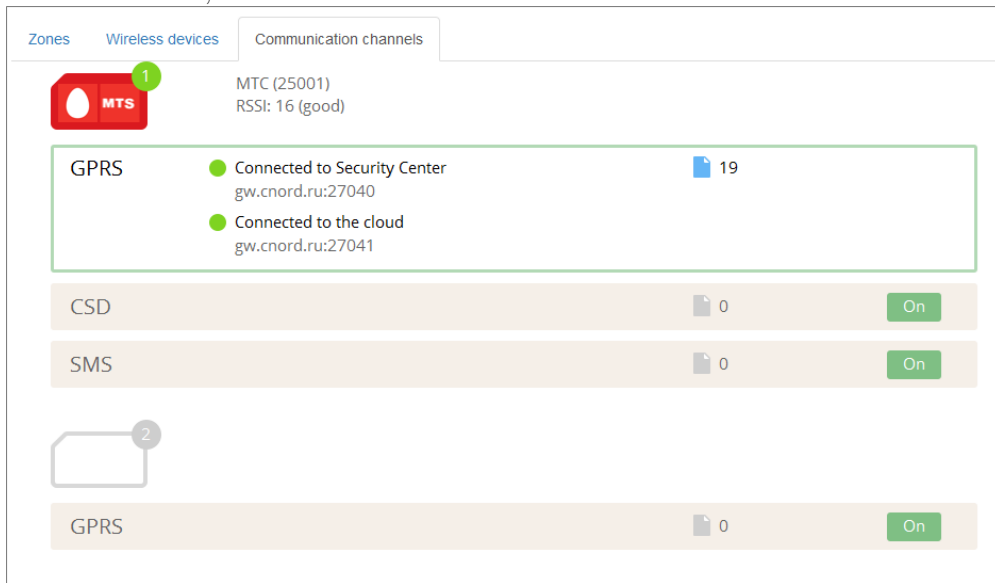 Zones Wireless devices Communication channels
1
MTS
MTC (25001)
RSSI: 16 (good)
GPRS Connected to Security Center 19
gw.cnord.ru:27040
Connected to the cloud
gw.cnord.ru:27041
CSD 0 On
SMS 0 On
2
GPRS 0 On